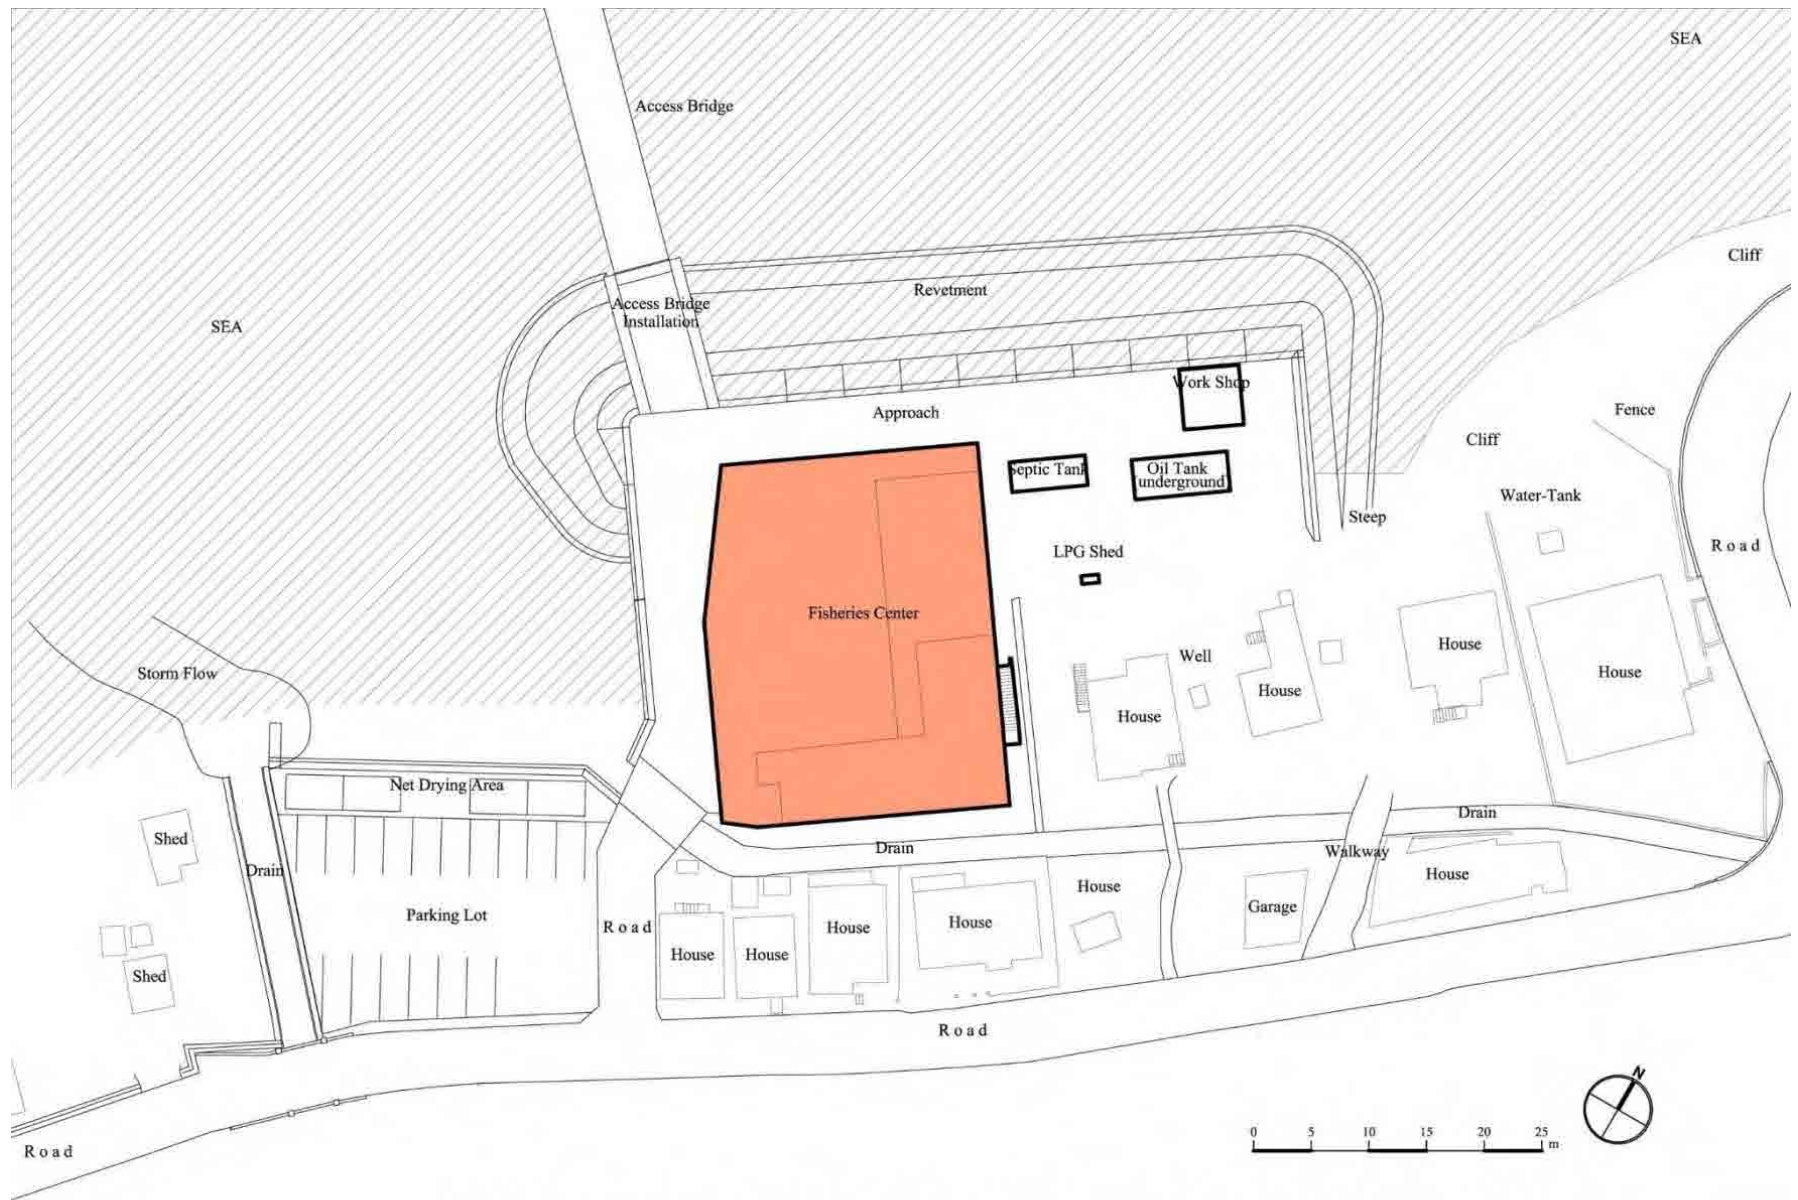 SEA
Access Bridge
Cliff
Revetment
Access Bridge
Installation
SEA
Work Shop
Approach
Fence
Cliff
Septic Tank
Oil Tank
underground
Water-Tank
Steep
Road
LPG Shed
Fisheries Center
House
Well
Storm Flow
House
House
House
Net Drying Area
Drain
Shed
Drain
Walkway
Drain
House
House
Garage
Parking Lot
House
House
Road
House
House
Shed
Road
N
0 5 10 15 20 25
m
Road